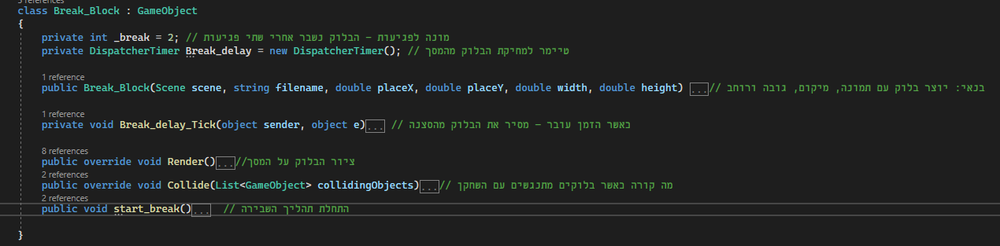 class Break_Block : GameObject
{
private int _break = 2; // מונה לפגיעות - הבלוק נשבר אחרי שתי פגיעות
private DispatcherTimer Break_delay = new DispatcherTimer(); // טיימר למחיקת הבלוק מהמסך
1 reference
public Break_Block(Scene scene, string filename, double placeX, double placeY, double width, double height) ... // בנאי: יוצר בלוק עם תמונה, מיקום, גובה ורוחב
1 reference
private void Break_delay_Tick(object sender, object e)... // כאשר הזמן עובר - מסיר את הבלוק מהסצנה
8 references
public override void Render()...//ציור הבלוק על המסך
2 references
public override void Collide(List<GameObject> collidingObjects)...// מה קורה כאשר בלוקים מתנגשים עם השחקן
2 references
public void start_break()... // התחלת תהליך השבירה
}